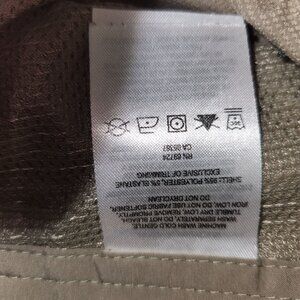 MACHINE WASH COLD GENTLE,
SEPARATELY, DO NOT BLEACH,
TUMBLE DRY LOW, REMOVE PROMPTLY,
IRON LOW, DO NOT USE FABRIC SOFTENER,
DO NOT DRYCLEAN
SHELL: 95% POLYESTER, 5% ELASTANE
EXCLUSIVE OF TRIMMING
RN 69724
CA 05367